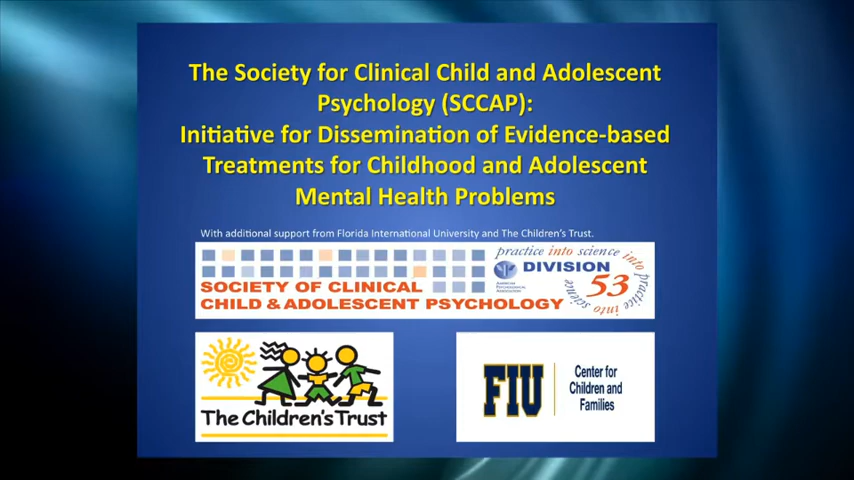 The Society for Clinical Child and Adolescent
Psychology (SCCAP):
Initiative for Dissemination of Evidence-based
Treatments for Childhood and Adolescent
Mental Health Problems
With additional support from Florida International University and The Children's Trust.
SOCIETY OF CLINICAL
CHILD & ADOLESCENT PSYCHOLOGY
practice into science into practice into science
AMERICAN PSYCHOLOGICAL ASSOCIATION
DIVISION
53
The Children's Trust
FIU
Center for
Children and
Families